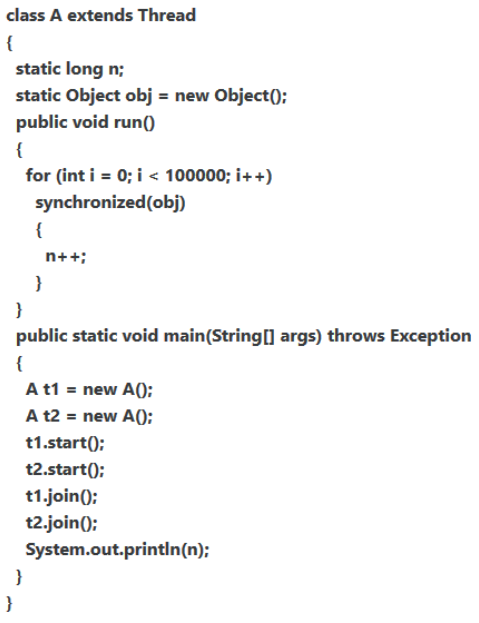 class A extends Thread
{
static long n;
static Object obj = new Object();
public void run()
{
for (int i = 0; i < 100000; i++)
synchronized(obj)
{
n++;
}
}
public static void main(String[] args) throws Exception
{
A t1 = new A();
A t2 = new A();
t1.start();
t2.start();
t1.join();
t2.join();
System.out.println(n);
}
}